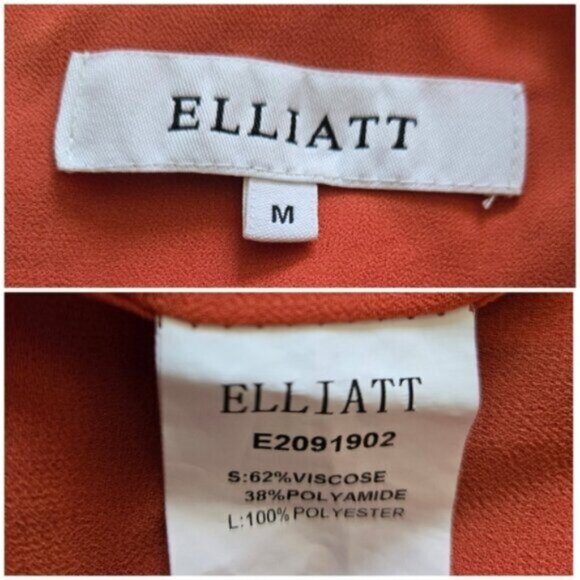 ELLIATT
M
ELLIATT
E2091902
S:62%VISCOSE
38%POLYAMIDE
L:100%POLYESTER